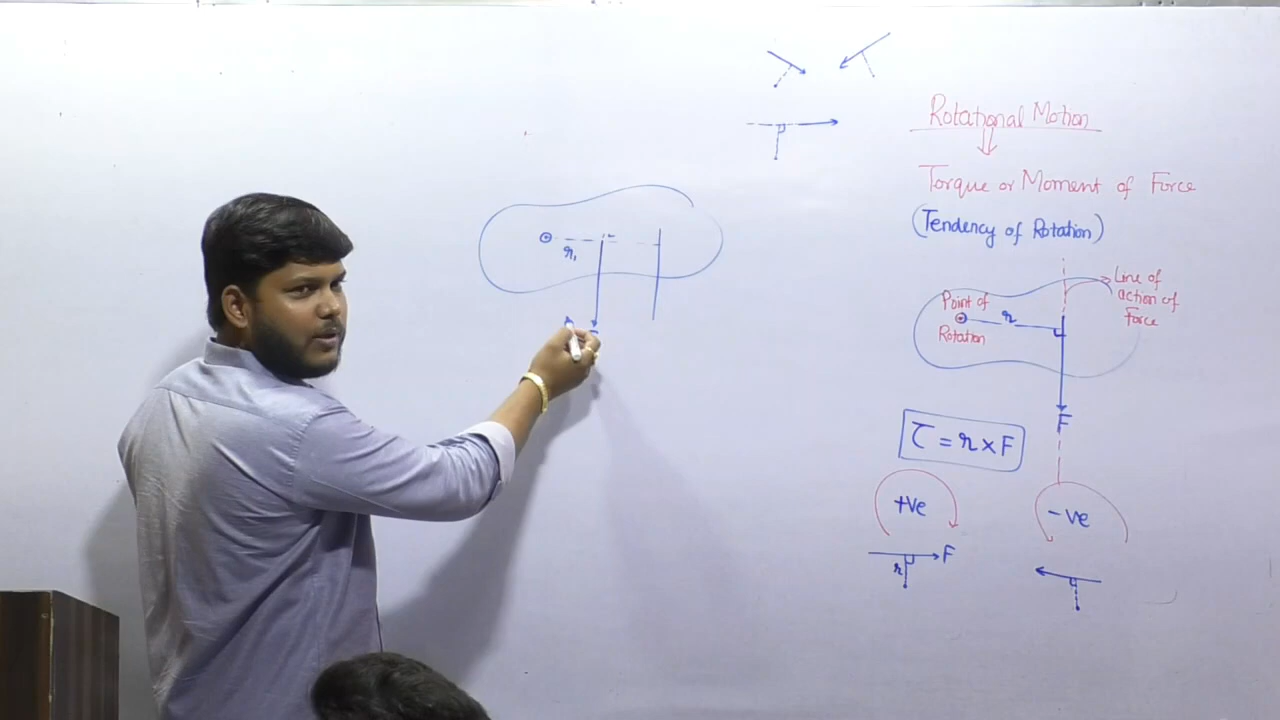 Rotational Motion
Torque or Moment of Force
(Tendency of Rotation)
Line of
action of
Force
Point of
Rotation
r
F
τ = r × F
+ve
F
r
-ve
r₁